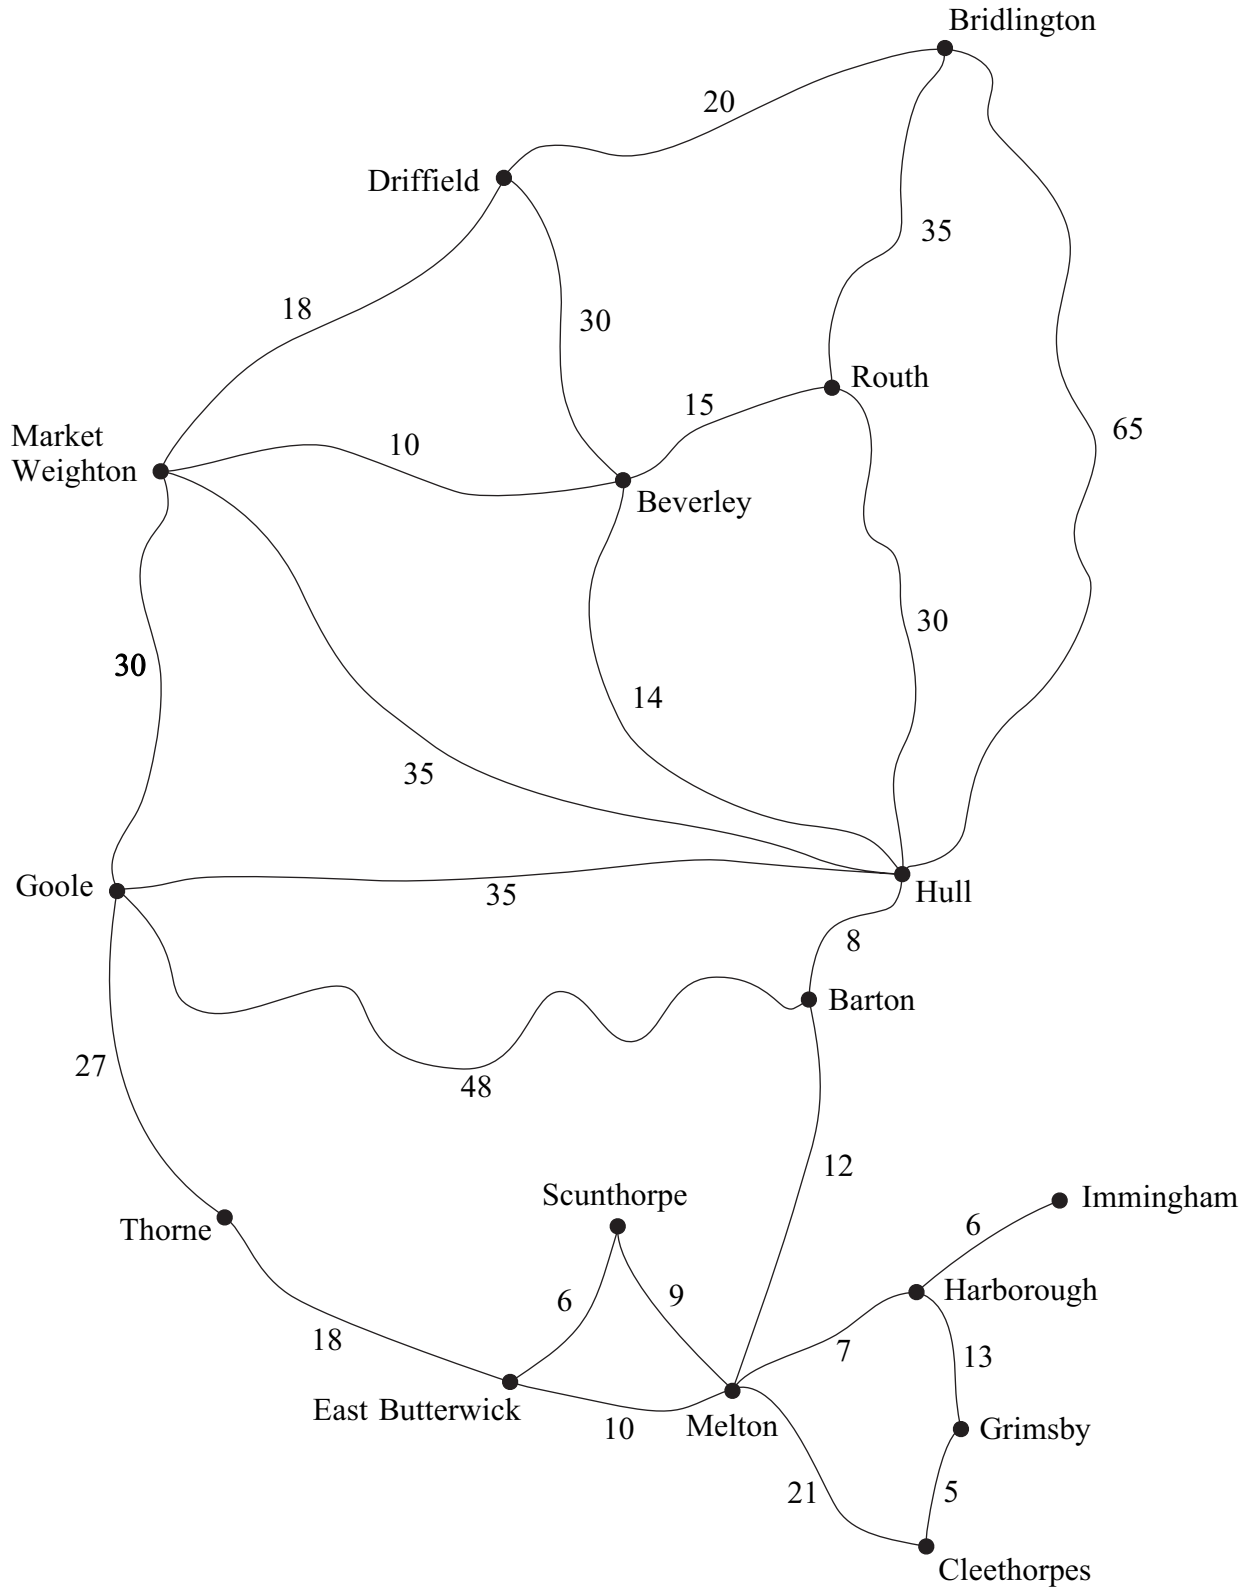 Bridlington
20
Driffield
35
18
30
Routh
15
Market
Weighton
10
65
Beverley
30
30
14
35
Goole
35
Hull
8
Barton
27
48
12
Scunthorpe
Immingham
Thorne
6
Harborough
6
9
18
7
13
East Butterwick
10
Melton
Grimsby
21
5
Cleethorpes